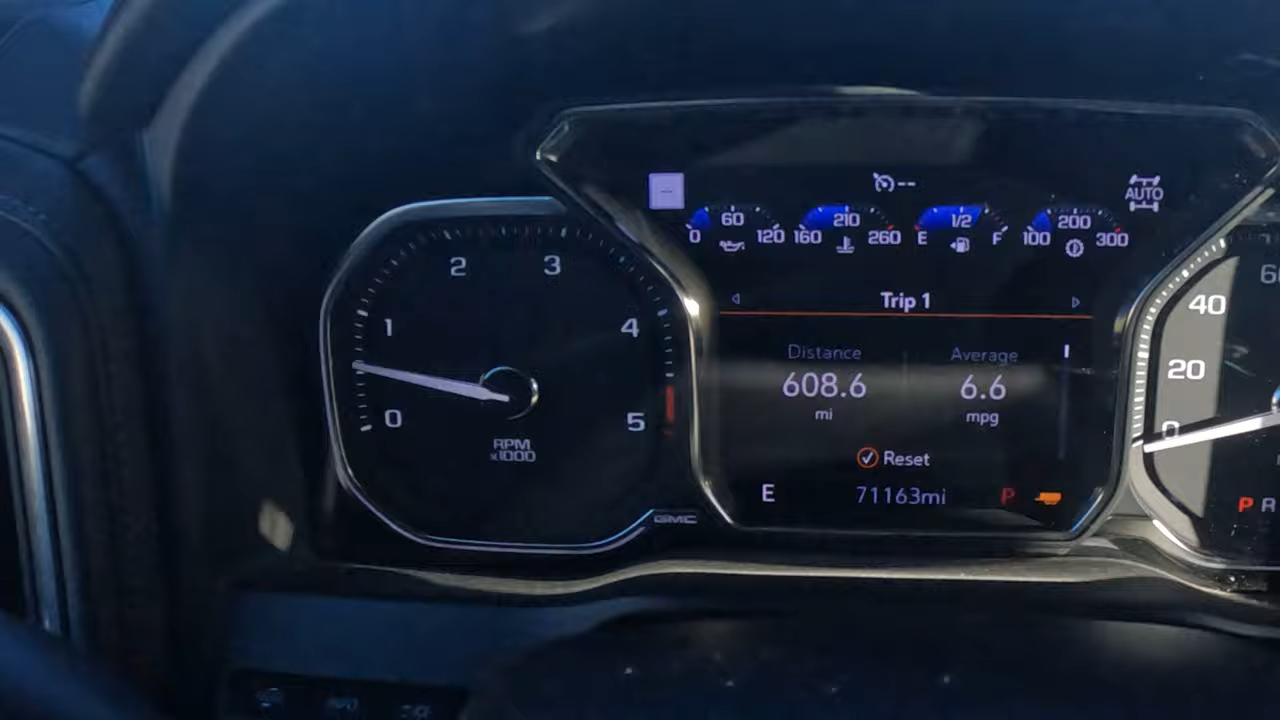 AUTO
60
0 120
210
160 260
1/2
E F
200
100 300
Trip 1
Distance
608.6
mi
Average
6.6
mpg
Reset
E
71163mi
P
0
1
2
3
4
5
RPM
x1000
GMC
40
20
0
P R